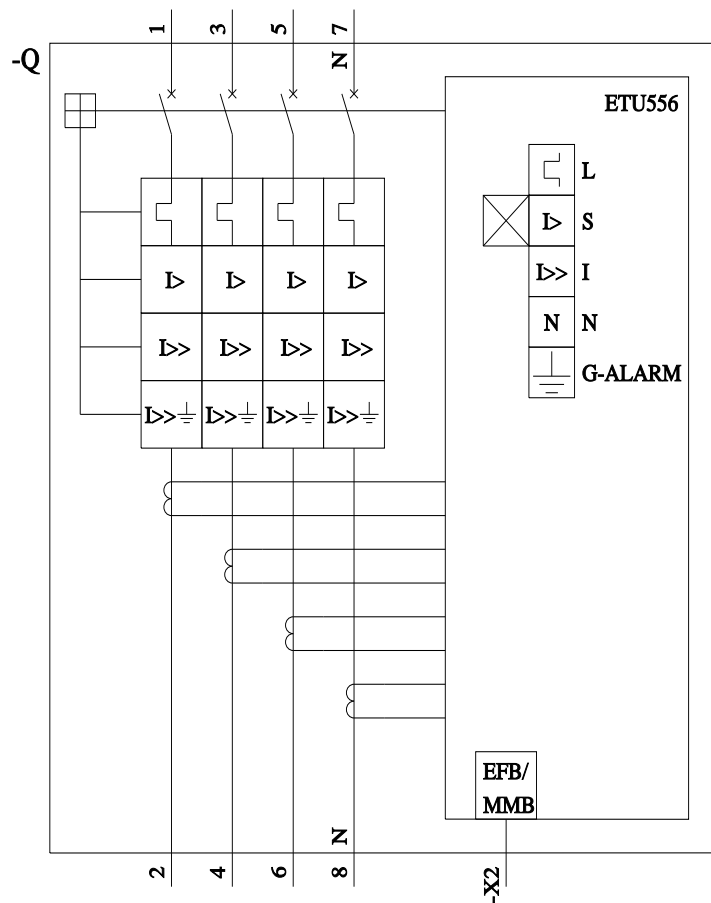 1 3 5 7
-Q
N
ETU556
L
I> I> I> I>
I> S
I>> I
N N
I>> I>> I>> I>>
G-ALARM
I>> I>> I>> I>>
EFB/
MMB
N
2 4 6 8
-X2